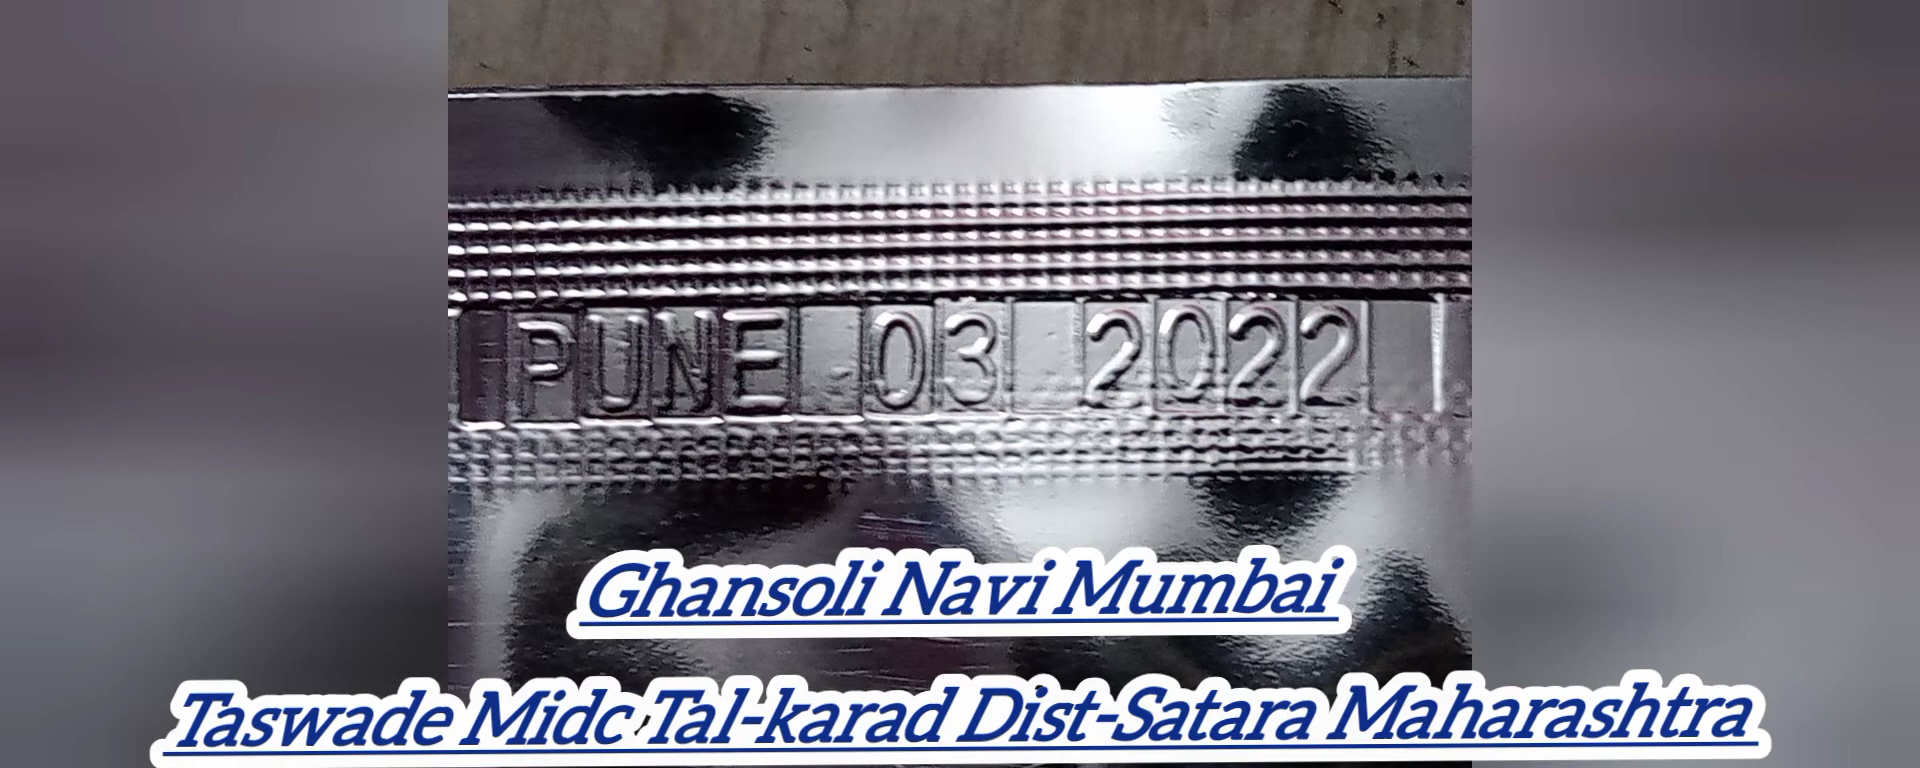 PUNE 03 2022
Ghansoli Navi Mumbai
Taswade Midc Tal-karad Dist-Satara Maharashtra